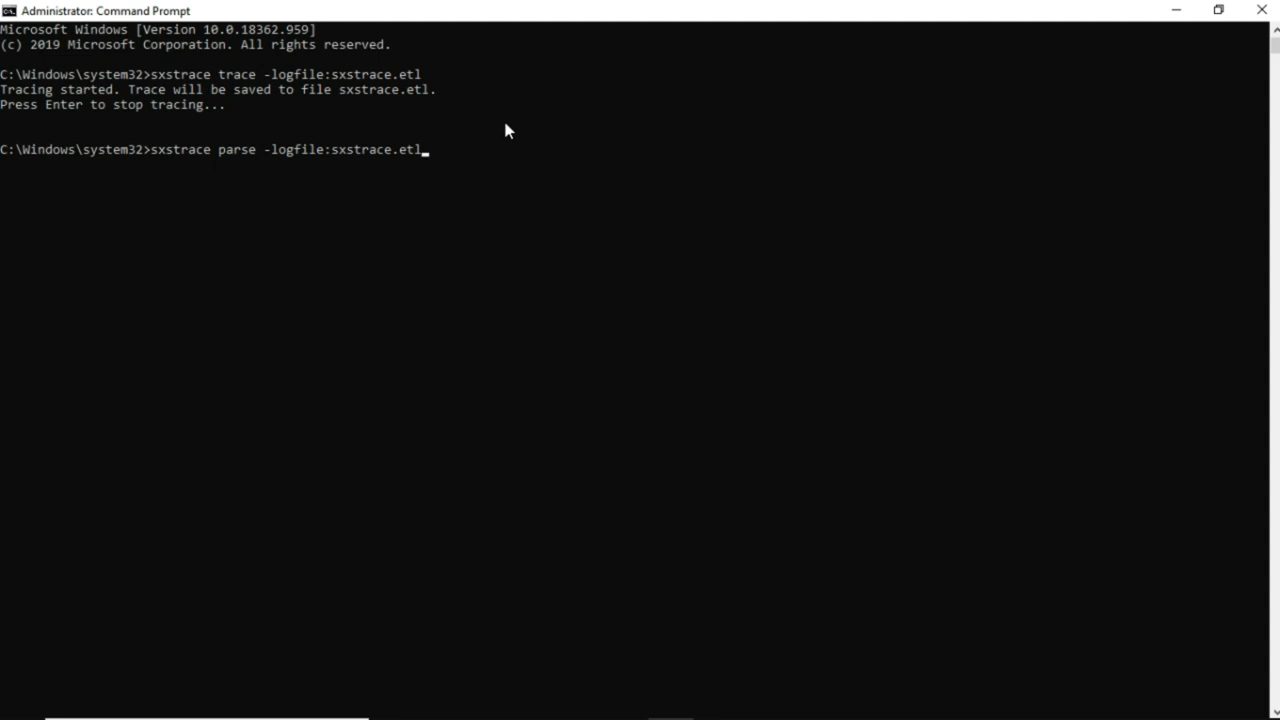 Administrator: Command Prompt
Microsoft Windows [Version 10.0.18362.959]
(c) 2019 Microsoft Corporation. All rights reserved.
C:\Windows\system32>sxstrace trace -logfile:sxstrace.etl
Tracing started. Trace will be saved to file sxstrace.etl.
Press Enter to stop tracing...
C:\Windows\system32>sxstrace parse -logfile:sxstrace.etl